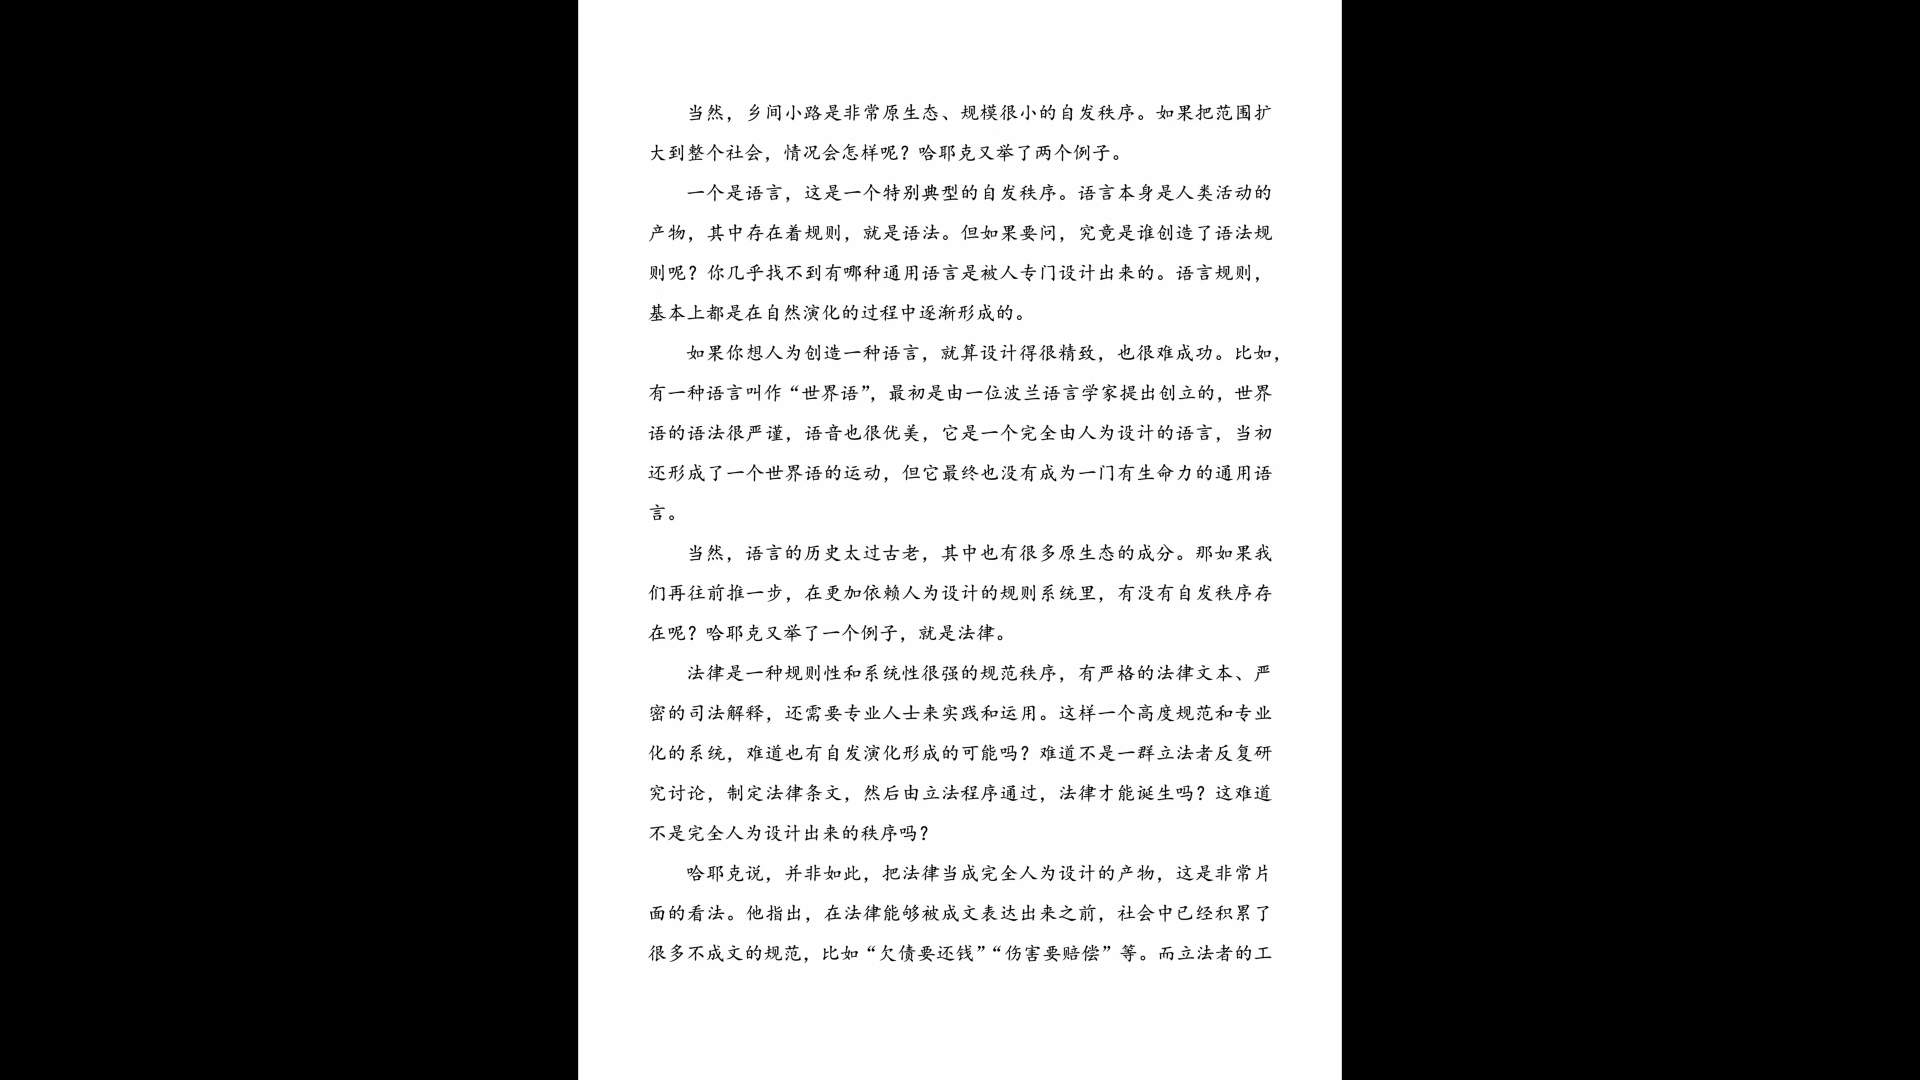 当然，乡间小路是非常原生态、规模很小的自发秩序。如果把范围扩
大到整个社会，情况会怎样呢？哈耶克又举了两个例子。
一个是语言，这是一个特别典型的自发秩序。语言本身是人类活动的
产物，其中存在着规则，就是语法。但如果要问，究竟是谁创造了语法规
则呢？你几乎找不到有哪种通用语言是被人专门设计出来的。语言规则，
基本上都是在自然演化的过程中逐渐形成的。
如果你想人为创造一种语言，就算设计得很精致，也很难成功。比如，
有一种语言叫作“世界语”，最初是由一位波兰语言学家提出创立的，世界
语的语法很严谨，语音也很优美，它是一个完全由人为设计的语言，当初
还形成了一个世界语的运动，但它最终也没有成为一门有生命力的通用语
言。
当然，语言的历史太过古老，其中也有很多原生态的成分。那如果我
们再往前推一步，在更加依赖人为设计的规则系统里，有没有自发秩序存
在呢？哈耶克又举了一个例子，就是法律。
法律是一种规则性和系统性很强的规范秩序，有严格的法律文本、严
密的司法解释，还需要专业人士来实践和运用。这样一个高度规范和专业
化的系统，难道也有自发演化形成的可能吗？难道不是一群立法者反复研
究讨论，制定法律条文，然后由立法程序通过，法律才能诞生吗？这难道
不是完全人为设计出来的秩序吗？
哈耶克说，并非如此，把法律当成完全人为设计的产物，这是非常片
面的看法。他指出，在法律能够被成文表达出来之前，社会中已经积累了
很多不成文的规范，比如“欠债要还钱”“伤害要赔偿”等。而立法者的工